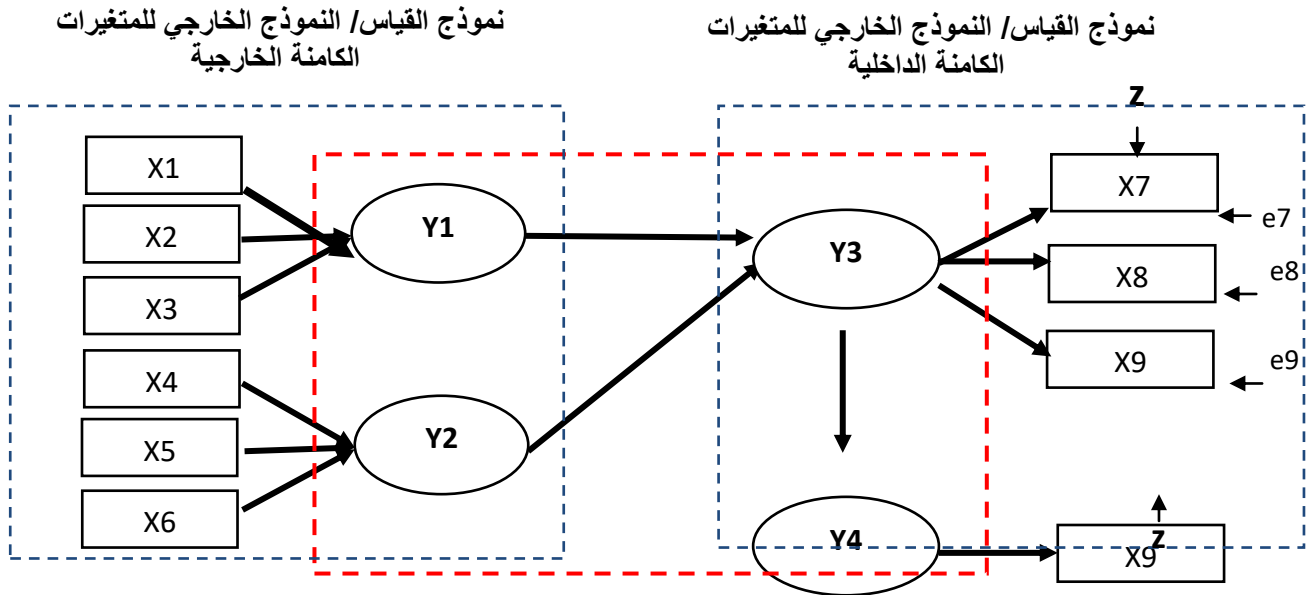 نموذج القياس/ النموذج الخارجي للمتغيرات
الكامنة الداخلية
نموذج القياس/ النموذج الخارجي للمتغيرات
الكامنة الخارجية
z
X1
X2
X3
X4
X5
X6
Y1
Y2
Y3
Y4
X7
e7
X8
e8
X9
e9
z
X9